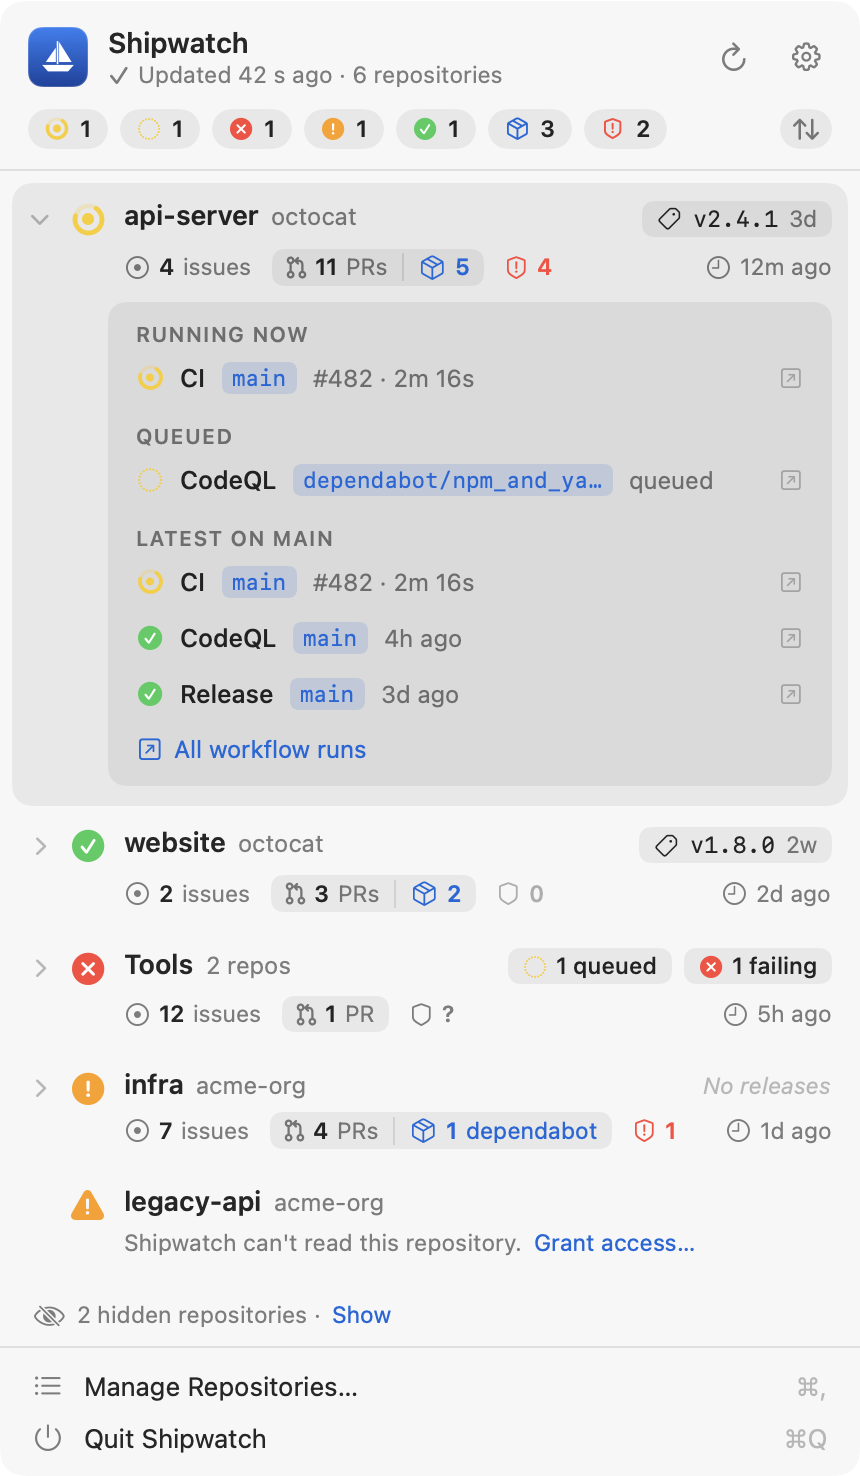 Shipwatch
Updated 42 s ago · 6 repositories
1 1 1 1 1 3 2
api-server octocat v2.4.1 3d
4 issues 11 PRs 5 4 12m ago
RUNNING NOW
CI main #482 · 2m 16s
QUEUED
CodeQL dependabot/npm_and_ya… queued
LATEST ON MAIN
CI main #482 · 2m 16s
CodeQL main 4h ago
Release main 3d ago
All workflow runs
website octocat v1.8.0 2w
2 issues 3 PRs 2 0 2d ago
Tools 2 repos 1 queued 1 failing
12 issues 1 PR ? 5h ago
infra acme-org No releases
7 issues 4 PRs 1 dependabot 1 1d ago
legacy-api acme-org
Shipwatch can't read this repository. Grant access…
2 hidden repositories · Show
Manage Repositories… ⌘,
Quit Shipwatch ⌘Q